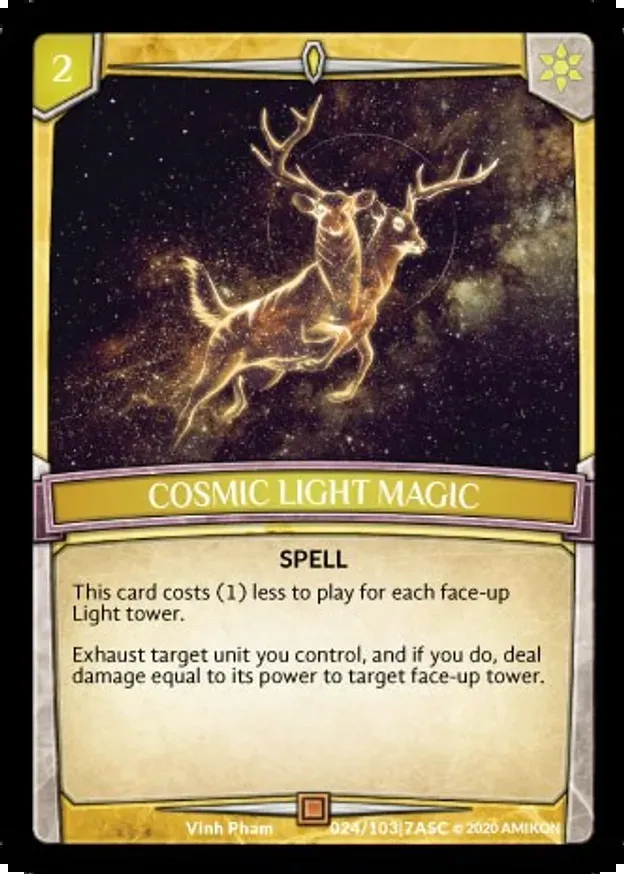 2
COSMIC LIGHT MAGIC
SPELL
This card costs (1) less to play for each face-up
Light tower.
Exhaust target unit you control, and if you do, deal
damage equal to its power to target face-up tower.
Vinh Pham 024/103|7ASC © 2020 AMIKON